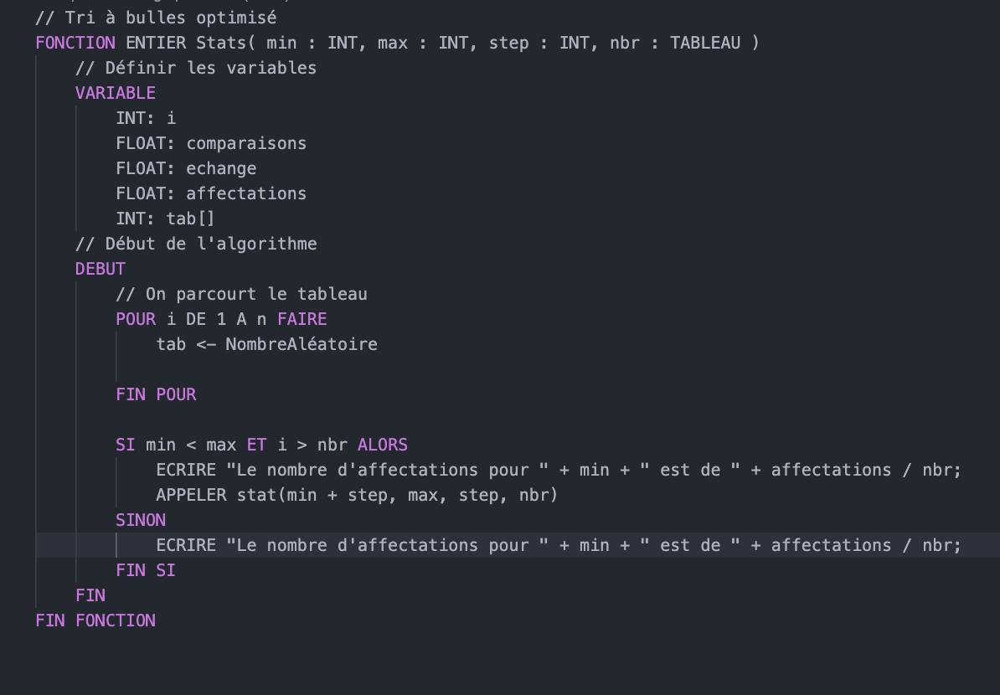 // Tri à bulles optimisé
FONCTION ENTIER Stats( min : INT, max : INT, step : INT, nbr : TABLEAU )
// Définir les variables
VARIABLE
INT: i
FLOAT: comparaisons
FLOAT: echange
FLOAT: affectations
INT: tab[]
// Début de l'algorithme
DEBUT
// On parcourt le tableau
POUR i DE 1 A n FAIRE
tab <- NombreAléatoire
FIN POUR
SI min < max ET i > nbr ALORS
ECRIRE "Le nombre d'affectations pour " + min + " est de " + affectations / nbr;
APPELER stat(min + step, max, step, nbr)
SINON
ECRIRE "Le nombre d'affectations pour " + min + " est de " + affectations / nbr;
FIN SI
FIN
FIN FONCTION